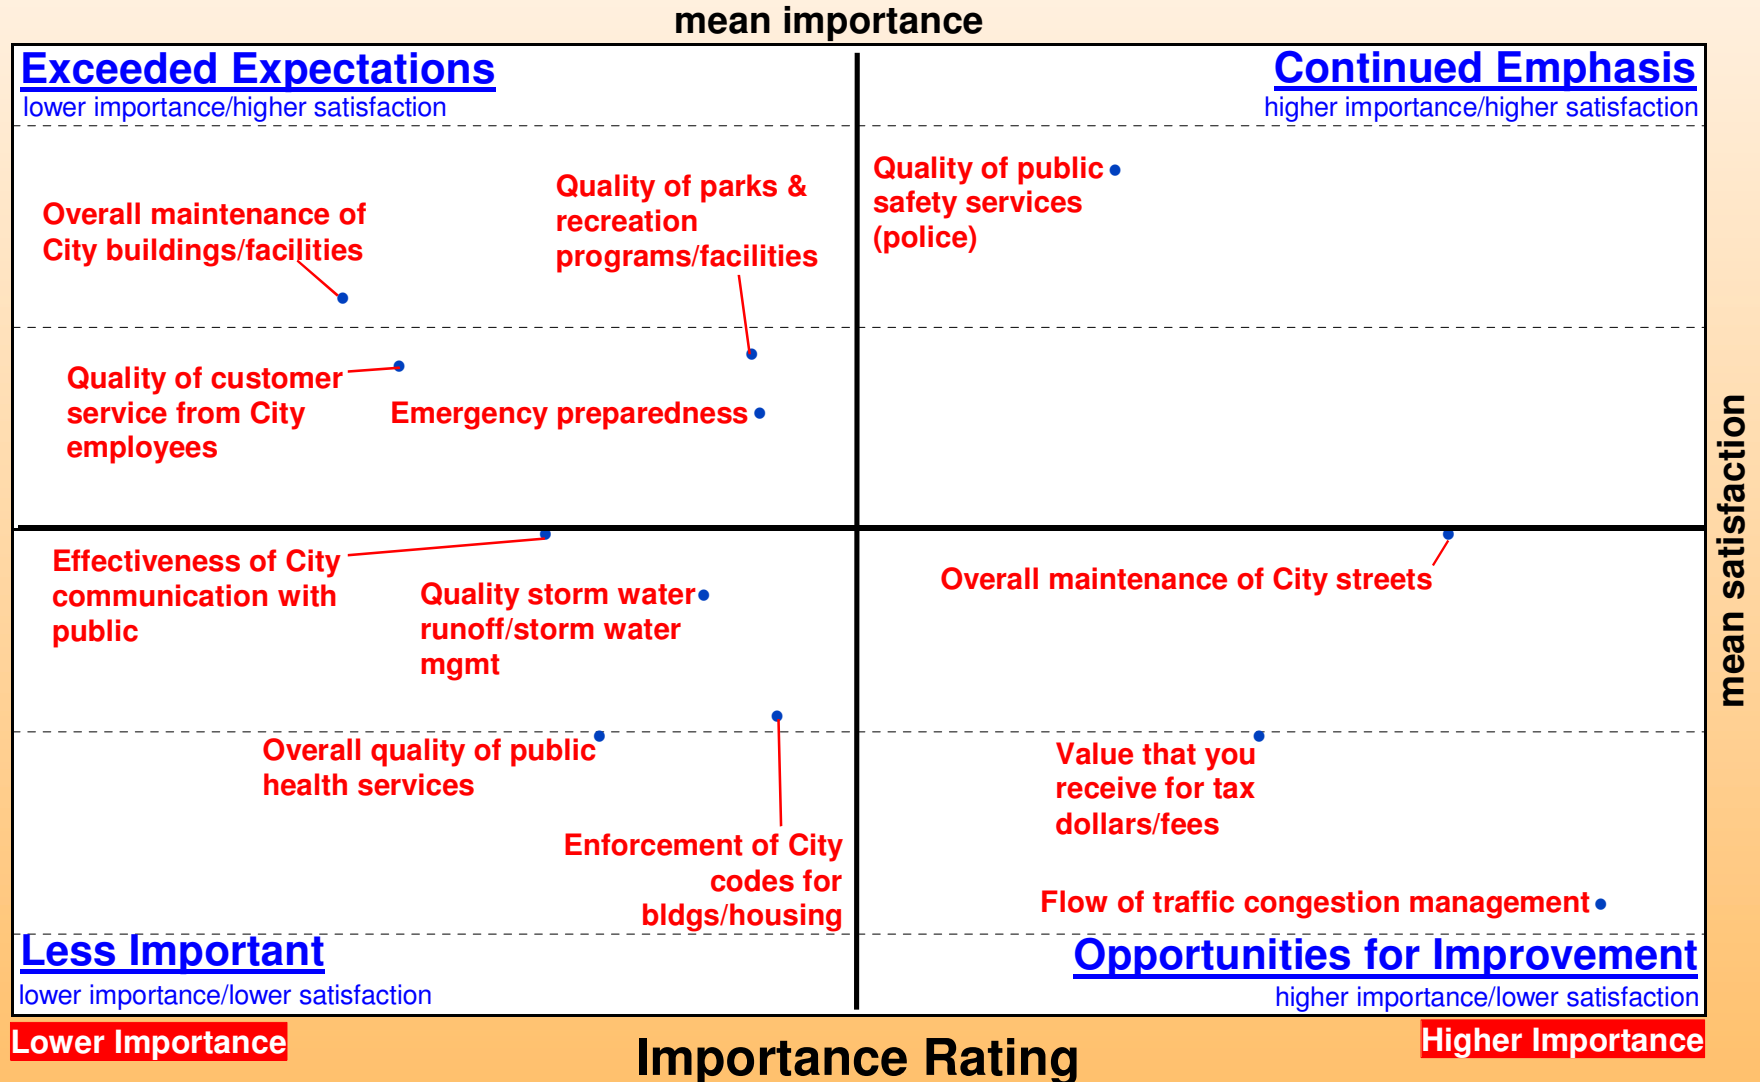 mean importance
Exceeded Expectations
lower importance/higher satisfaction
Continued Emphasis
higher importance/higher satisfaction
Overall maintenance of
City buildings/facilities
Quality of parks &
recreation
programs/facilities
Quality of public
safety services
(police)
Quality of customer
service from City
employees
Emergency preparedness
mean satisfaction
Effectiveness of City
communication with
public
Quality storm water
runoff/storm water
mgmt
Overall maintenance of City streets
Overall quality of public
health services
Value that you
receive for tax
dollars/fees
Enforcement of City
codes for
bldgs/housing
Flow of traffic congestion management
Less Important
lower importance/lower satisfaction
Opportunities for Improvement
higher importance/lower satisfaction
Lower Importance
Importance Rating
Higher Importance